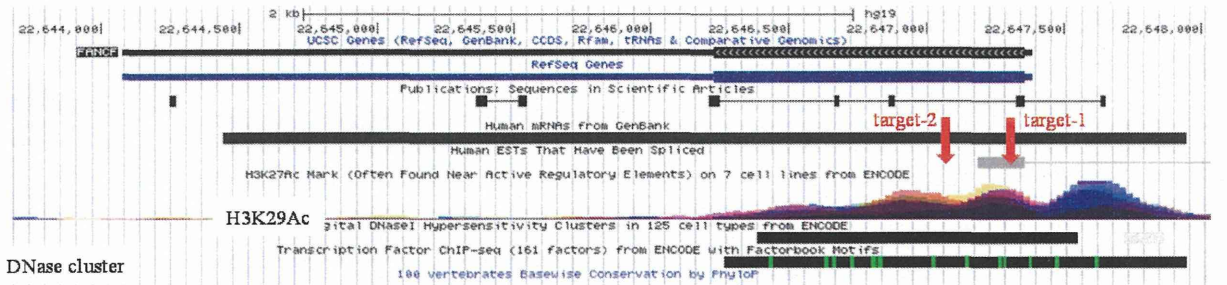 2 kb hg19
22,644,000| 22,644,500| 22,645,000| 22,645,500| 22,646,000| 22,646,500| 22,647,000| 22,647,500| 22,648,000|
UCSC Genes (RefSeq, GenBank, CCDS, Rfam, tRNAs & Comparative Genomics)
FANCF
RefSeq Genes
Publications: Sequences in Scientific Articles
target-2 target-1
Human mRNAs from GenBank
Human ESTs That Have Been Spliced
H3K27Ac Mark (Often Found Near Active Regulatory Elements) on 7 cell lines from ENCODE
H3K29Ac
gital DNaseI Hypersensitivity Clusters in 125 cell types from ENCODE
Transcription Factor ChIP-seq (161 factors) from ENCODE with Factorbook Motifs
DNase cluster
100 vertebrates Basewise Conservation by PhyloP